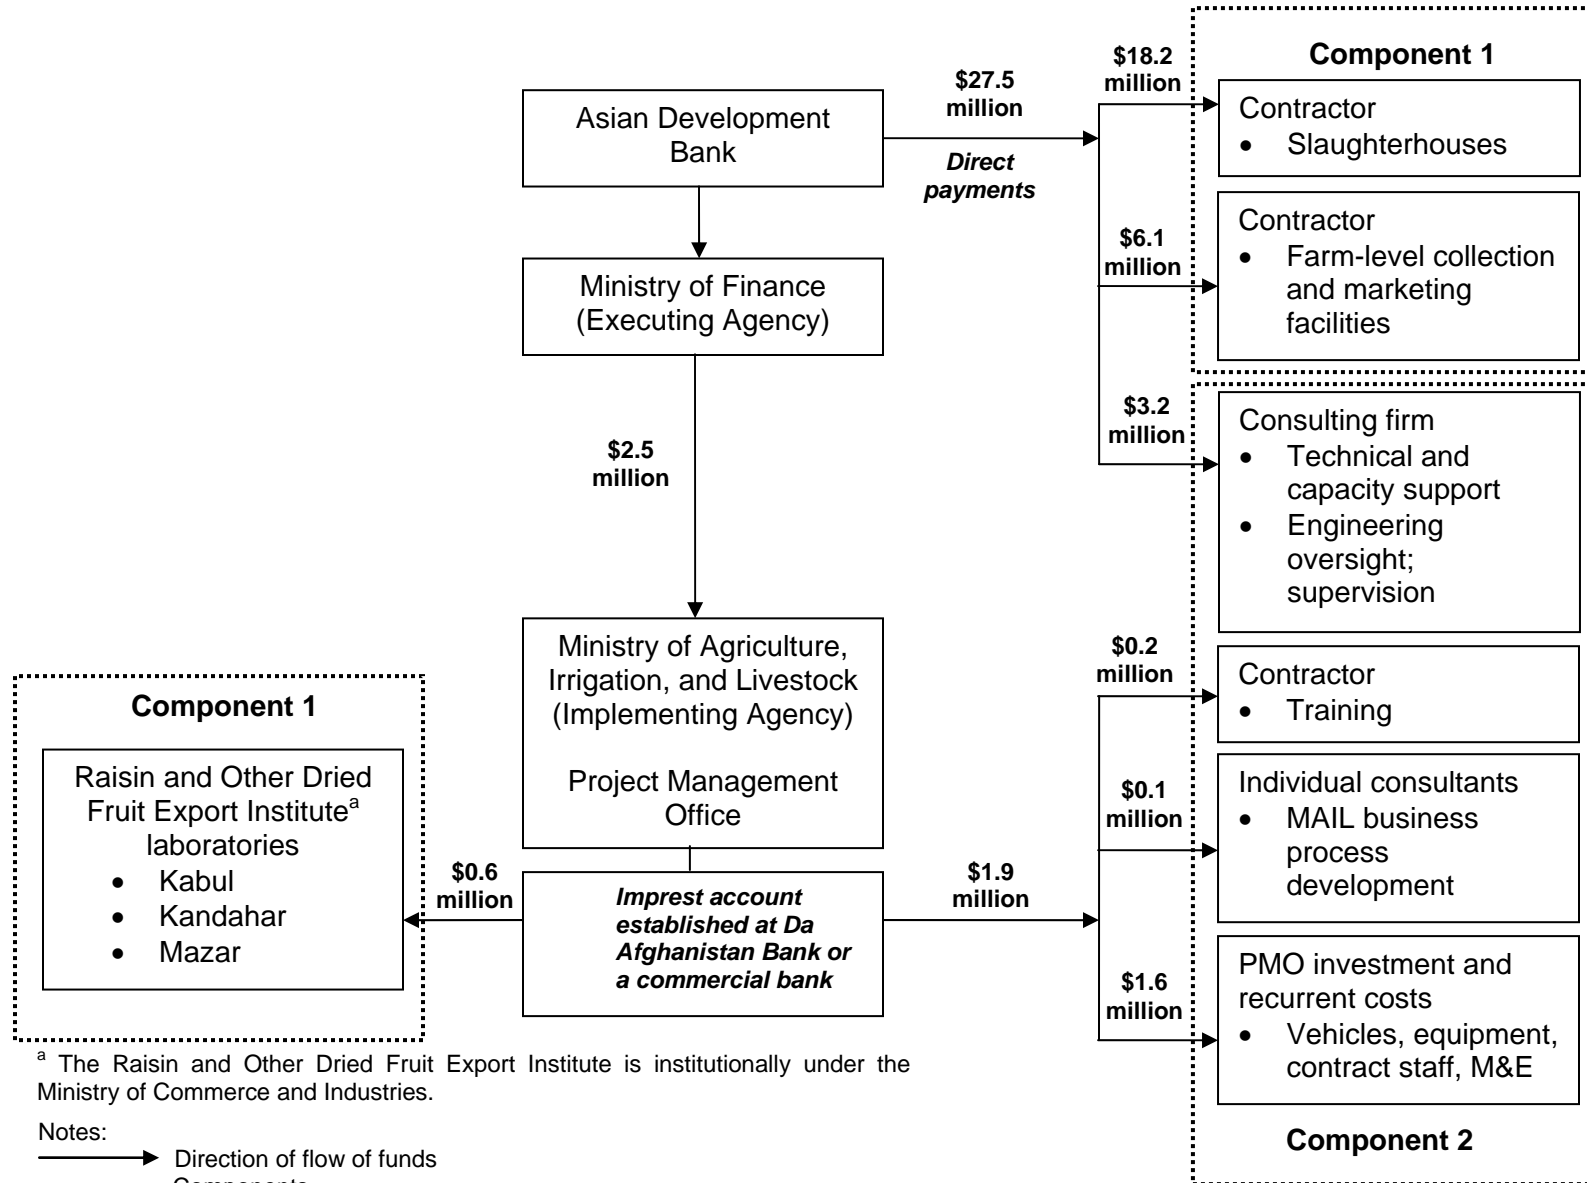 Asian Development
Bank
$27.5
million
Direct
payments
$18.2
million
Component 1
Contractor
• Slaughterhouses
$6.1
million
Contractor
• Farm-level collection
and marketing
facilities
Ministry of Finance
(Executing Agency)
$3.2
million
Consulting firm
• Technical and
capacity support
• Engineering
oversight;
supervision
$2.5
million
Ministry of Agriculture,
Irrigation, and Livestock
(Implementing Agency)
Project Management
Office
$0.2
million
Contractor
• Training
Component 1
Raisin and Other Dried
Fruit Export Instituteᵃ
laboratories
• Kabul
• Kandahar
• Mazar
$0.6
million
Imprest account
established at Da
Afghanistan Bank or
a commercial bank
$1.9
million
$0.1
million
Individual consultants
• MAIL business
process
development
$1.6
million
PMO investment and
recurrent costs
• Vehicles, equipment,
contract staff, M&E
Component 2
ᵃ The Raisin and Other Dried Fruit Export Institute is institutionally under the
Ministry of Commerce and Industries.
Notes:
Direction of flow of funds
Components